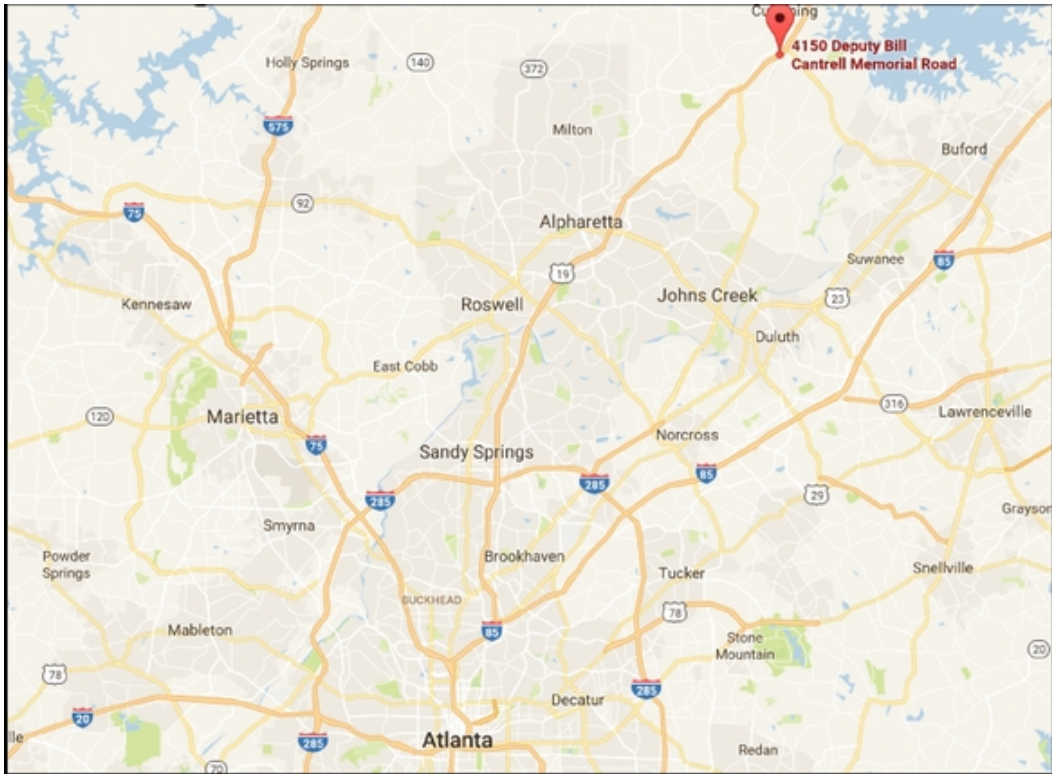 Holly Springs
140
372
4150 Deputy Bill
Cantrell Memorial Road
575
Milton
Buford
75
92
Alpharetta
19
Suwanee
85
Kennesaw
Roswell
Johns Creek
23
Duluth
East Cobb
120
Marietta
316
Lawrenceville
75
Norcross
Sandy Springs
285
285
85
29
Smyrna
Grayson
Powder
Springs
Brookhaven
Tucker
Snellville
BUCKHEAD
78
Mableton
85
Stone
Mountain
20
78
Decatur
285
20
285
Atlanta
Redan
lle
70